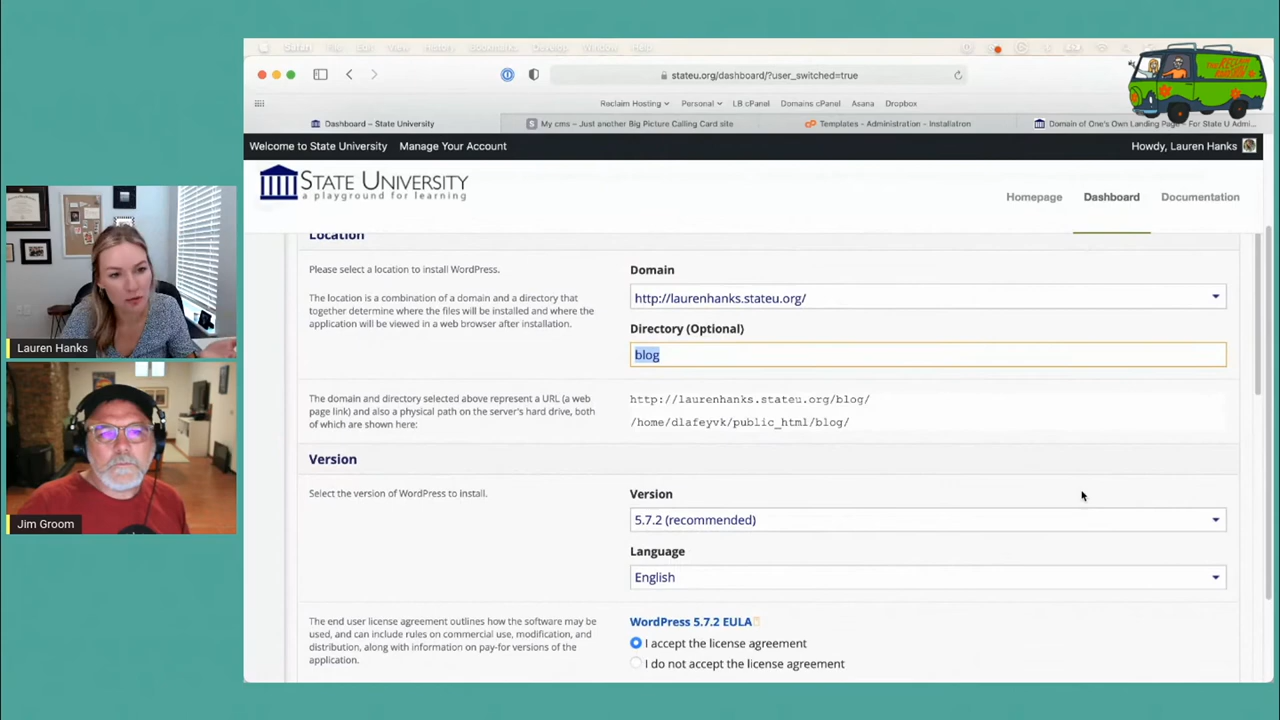 Safari File Edit View History Bookmarks Develop Window Help
stateu.org/dashboard/?user_switched=true
Reclaim Hosting Personal LB cPanel Domains cPanel Asana Dropbox
Dashboard – State University
My cms – Just another Big Picture Calling Card site
Templates - Administration - Installatron
Domain of One's Own Landing Page - For State U Admi...
Welcome to State University Manage Your Account
Howdy, Lauren Hanks
STATE UNIVERSITY
a playground for learning
Homepage Dashboard Documentation
Location
Please select a location to install WordPress.
The location is a combination of a domain and a directory that
together determine where the files will be installed and where the
application will be viewed in a web browser after installation.
Domain
http://laurenhanks.stateu.org/
Directory (Optional)
blog
The domain and directory selected above represent a URL (a web
page link) and also a physical path on the server's hard drive, both
of which are shown here:
http://laurenhanks.stateu.org/blog/
/home/dlafeyvk/public_html/blog/
Version
Select the version of WordPress to install.
Version
5.7.2 (recommended)
Language
English
The end user license agreement outlines how the software may be
used, and can include rules on commercial use, modification, and
distribution, along with information on pay-for versions of the
application.
WordPress 5.7.2 EULA
I accept the license agreement
I do not accept the license agreement
Lauren Hanks
Jim Groom